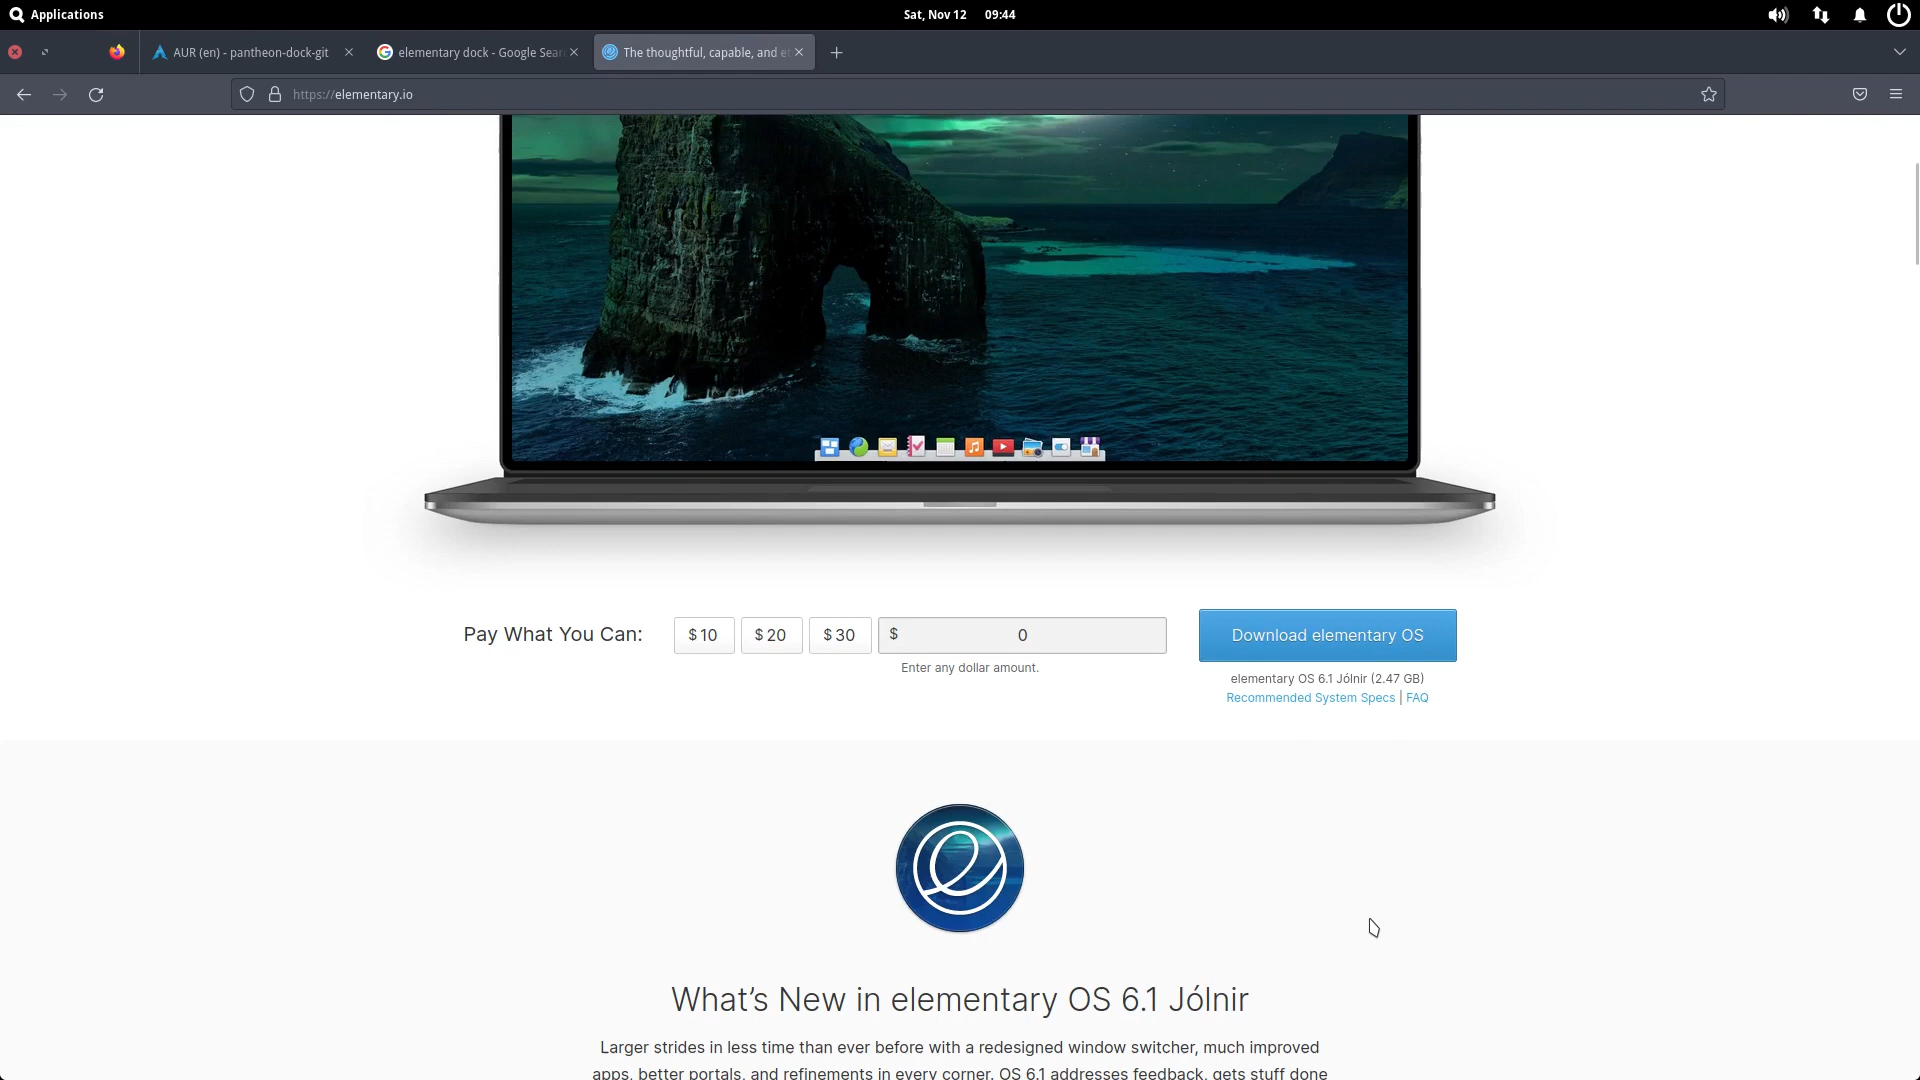 Applications
Sat, Nov 12 09:44
AUR (en) - pantheon-dock-git
elementary dock - Google Sear
The thoughtful, capable, and et
https://elementary.io
Pay What You Can:
$ 10
$ 20
$ 30
$ 0
Download elementary OS
Enter any dollar amount.
elementary OS 6.1 Jólnir (2.47 GB)
Recommended System Specs | FAQ
What’s New in elementary OS 6.1 Jólnir
Larger strides in less time than ever before with a redesigned window switcher, much improved
apps, better portals, and refinements in every corner. OS 6.1 addresses feedback, gets stuff done